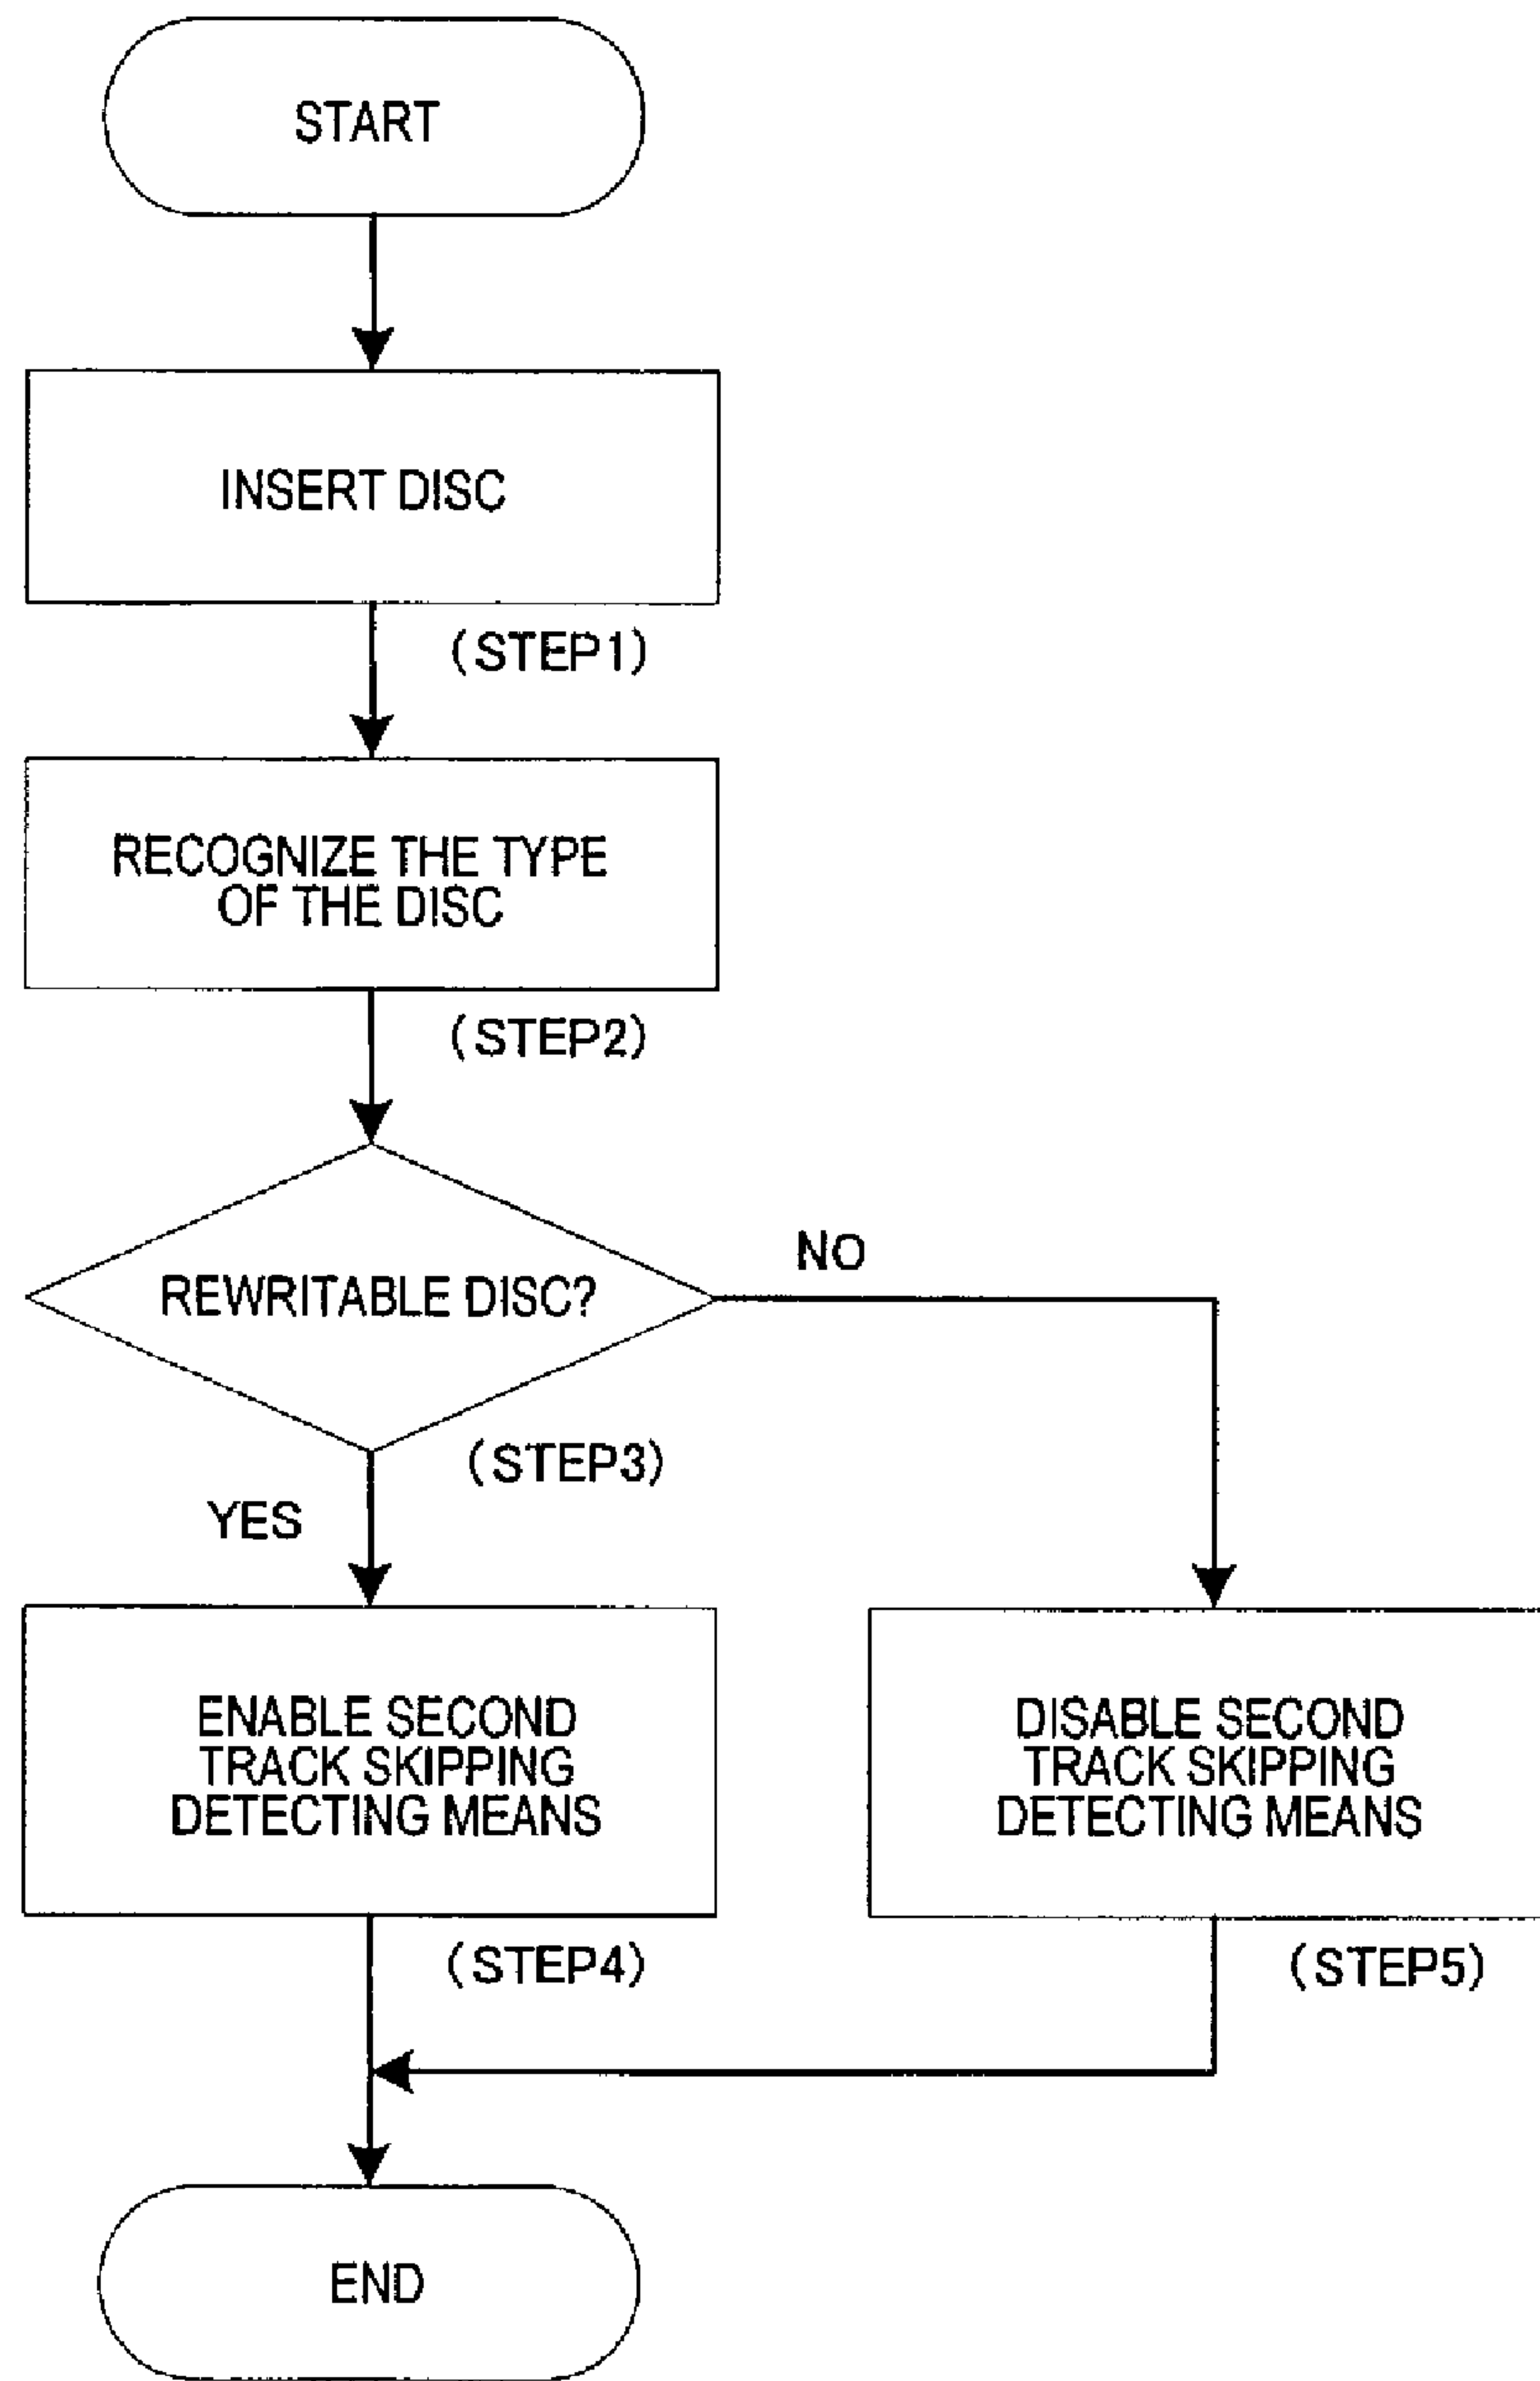 START
INSERT DISC
(STEP1)
RECOGNIZE THE TYPE
OF THE DISC
(STEP2)
REWRITABLE DISC?
NO
(STEP3)
YES
ENABLE SECOND
TRACK SKIPPING
DETECTING MEANS
(STEP4)
DISABLE SECOND
TRACK SKIPPING
DETECTING MEANS
(STEP5)
END